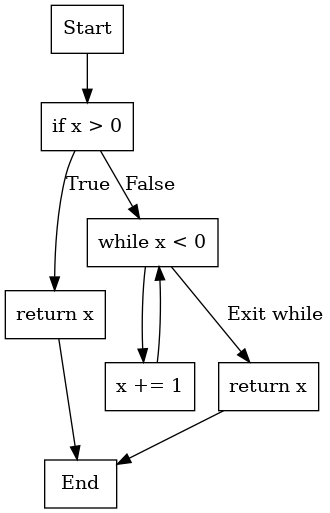 Start
if x > 0
True
False
while x < 0
return x
Exit while
x += 1
return x
End